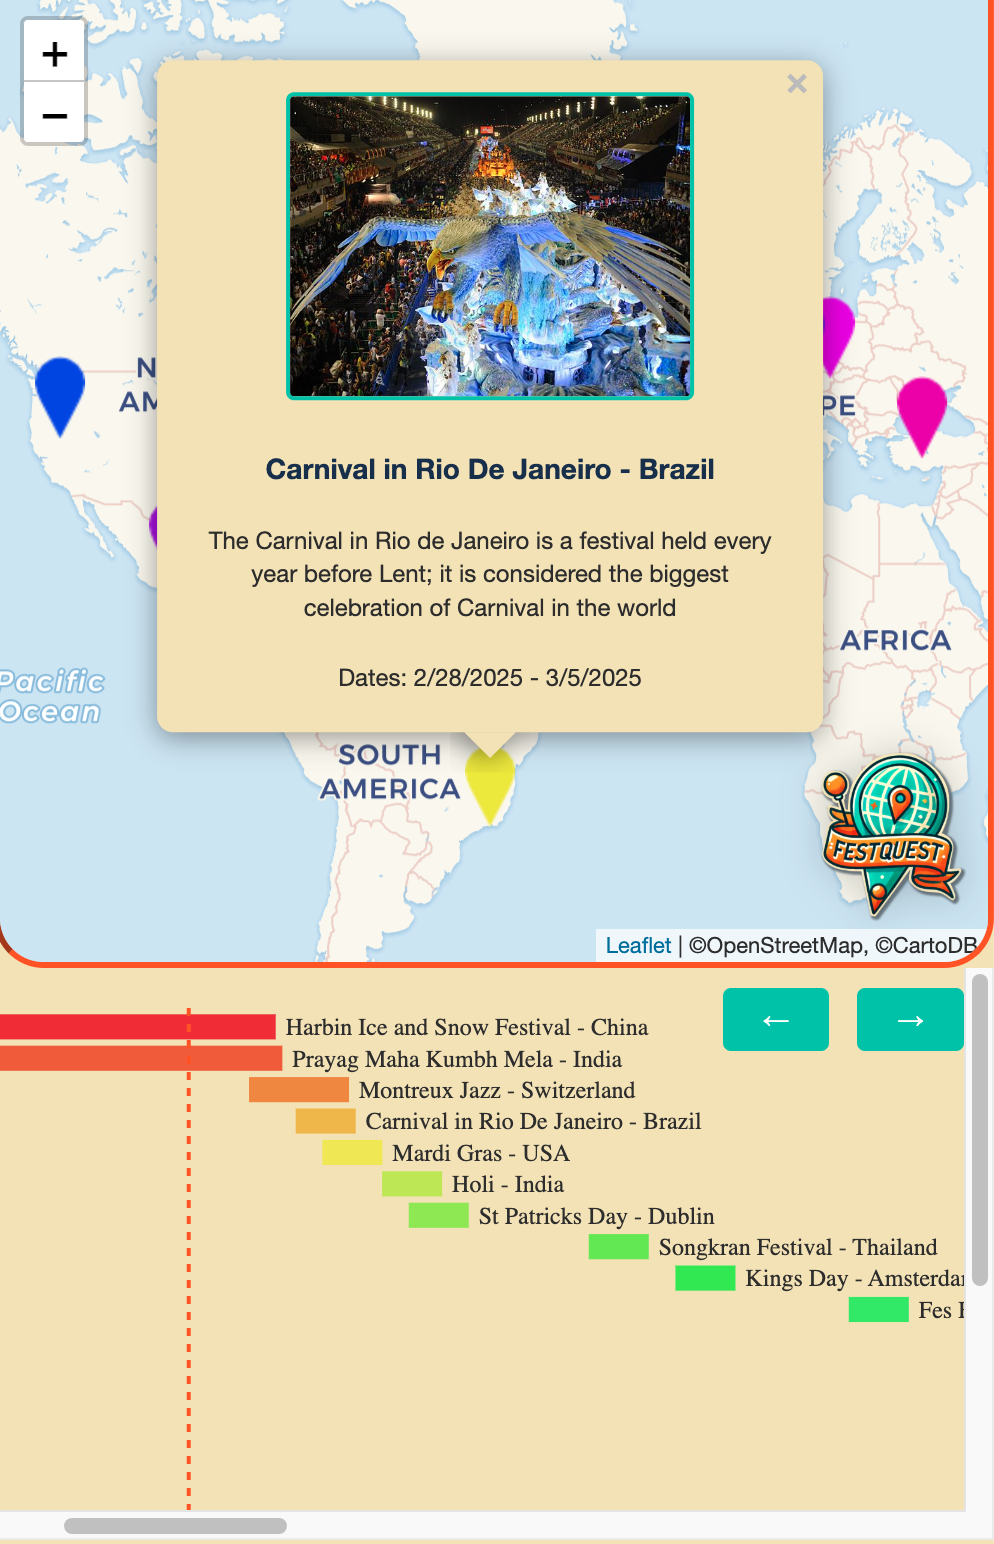 +
−
×
N
AM
Carnival in Rio De Janeiro - Brazil
The Carnival in Rio de Janeiro is a festival held every
year before Lent; it is considered the biggest
celebration of Carnival in the world
Dates: 2/28/2025 - 3/5/2025
PE
AFRICA
Pacific
Ocean
SOUTH
AMERICA
FESTQUEST
Leaflet | ©OpenStreetMap, ©CartoDB
← →
Harbin Ice and Snow Festival - China
Prayag Maha Kumbh Mela - India
Montreux Jazz - Switzerland
Carnival in Rio De Janeiro - Brazil
Mardi Gras - USA
Holi - India
St Patricks Day - Dublin
Songkran Festival - Thailand
Kings Day - Amsterda
Fes